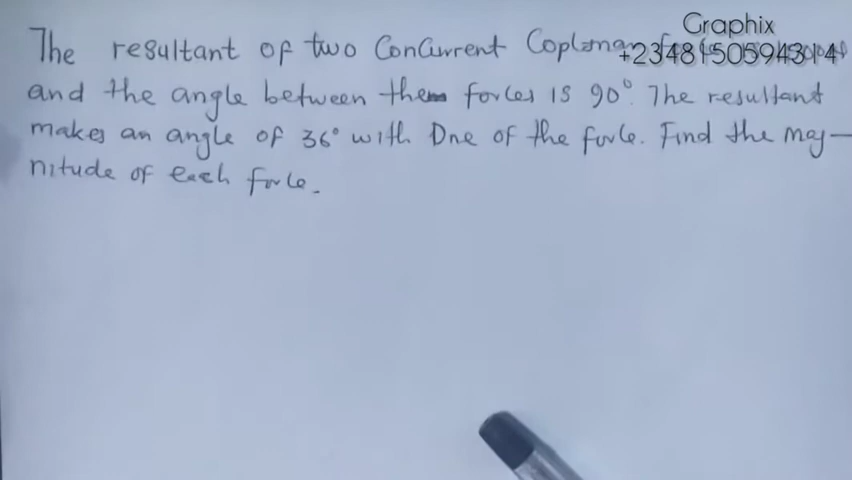 Graphix
+2348150594314
The resultant of two Concurrent Coplanar
and the angle between them forces is 90°. The resultant
makes an angle of 36° with One of the force. Find the mag-
nitude of each force.